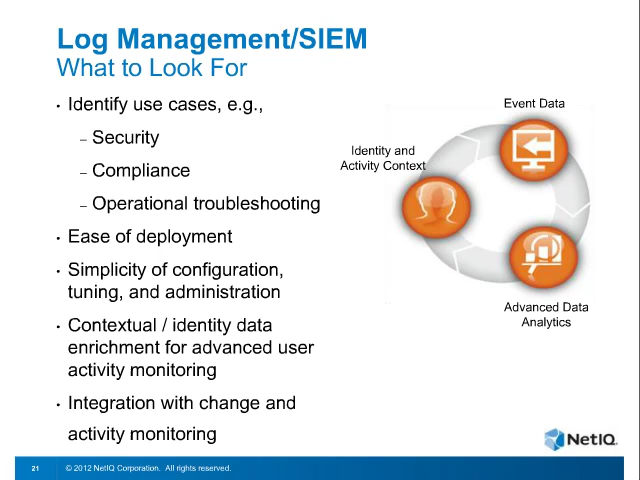 Log Management/SIEM
What to Look For
• Identify use cases, e.g.,
– Security
– Compliance
– Operational troubleshooting
• Ease of deployment
• Simplicity of configuration,
tuning, and administration
• Contextual / identity data
enrichment for advanced user
activity monitoring
• Integration with change and
activity monitoring
Event Data
Identity and
Activity Context
Advanced Data
Analytics
NetIQ.
21 © 2012 NetIQ Corporation. All rights reserved.